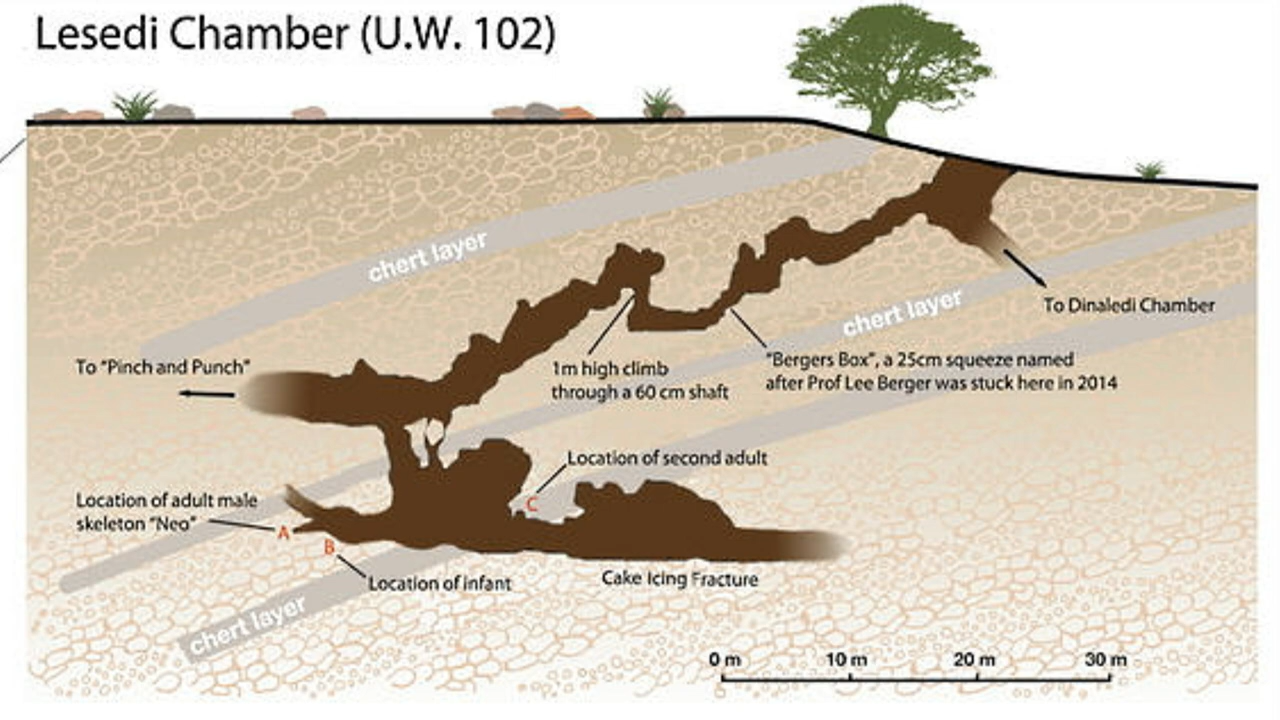 Lesedi Chamber (U.W. 102)
chert layer
chert layer
To Dinaledi Chamber
To "Pinch and Punch"
1m high climb
through a 60 cm shaft
"Bergers Box", a 25cm squeeze named
after Prof Lee Berger was stuck here in 2014
Location of second adult
C
Location of adult male
skeleton "Neo"
A
B
Location of infant
Cake Icing Fracture
chert layer
0 m 10 m 20 m 30 m